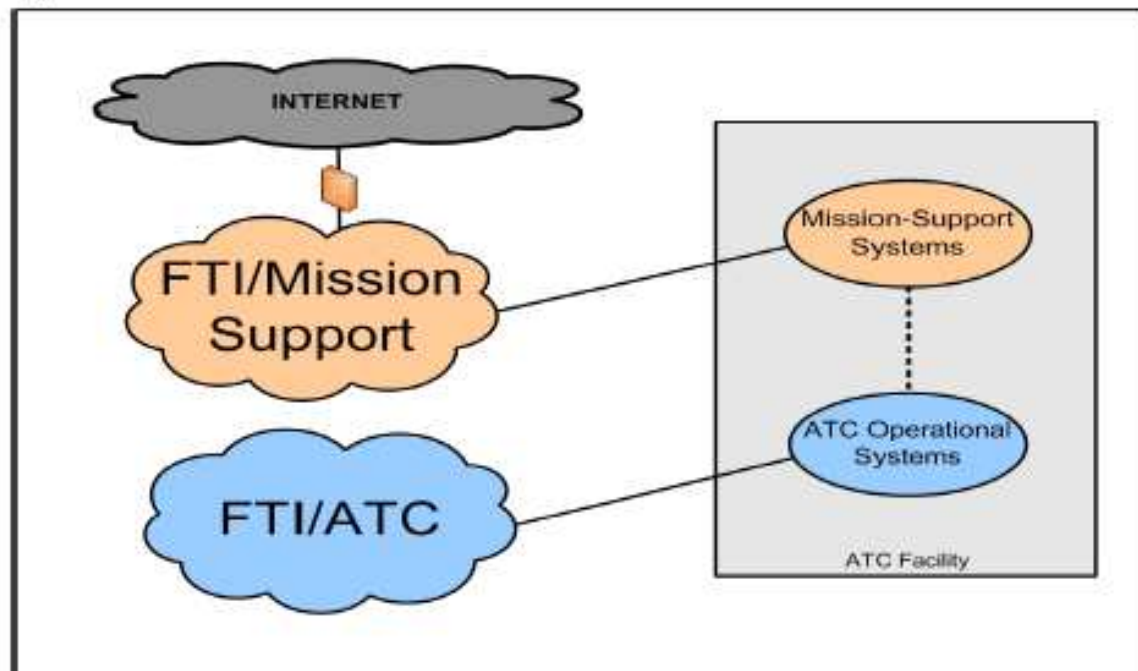 INTERNET
FTI/Mission
Support
Mission-Support
Systems
ATC Operational
Systems
FTI/ATC
ATC Facility